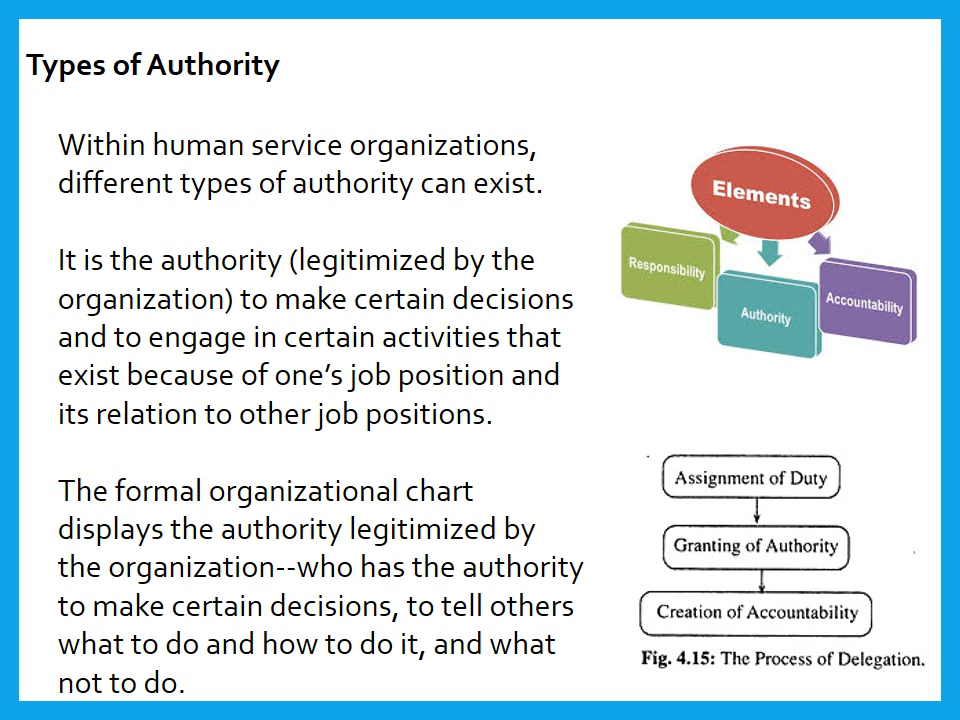 Types of Authority
Within human service organizations,
different types of authority can exist.
It is the authority (legitimized by the
organization) to make certain decisions
and to engage in certain activities that
exist because of one’s job position and
its relation to other job positions.
The formal organizational chart
displays the authority legitimized by
the organization--who has the authority
to make certain decisions, to tell others
what to do and how to do it, and what
not to do.
Elements
Responsibility
Authority
Accountability
Assignment of Duty
Granting of Authority
Creation of Accountability
Fig. 4.15: The Process of Delegation.